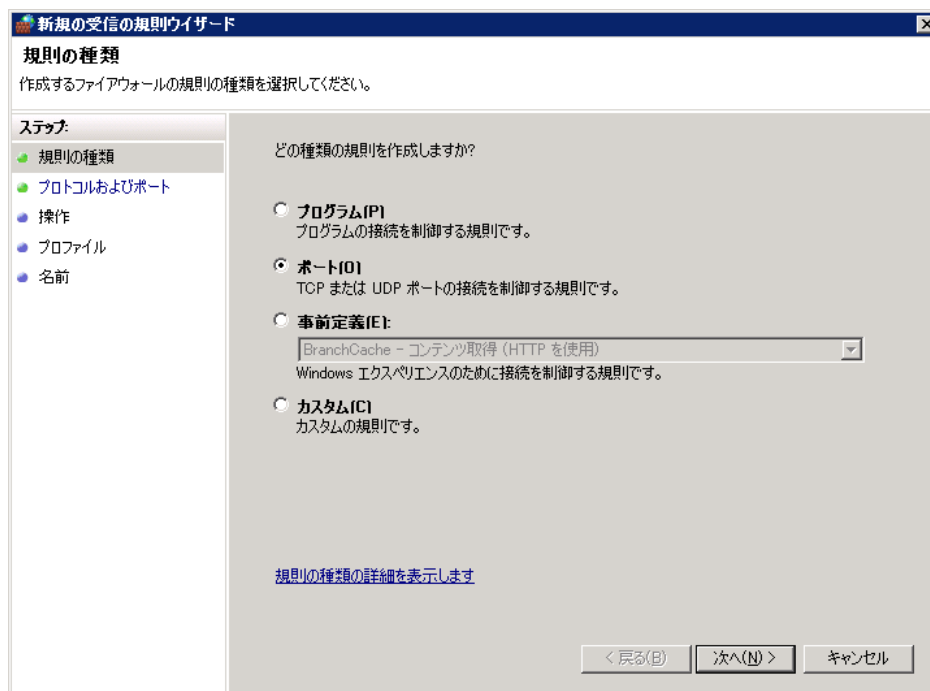 新規の受信の規則ウィザード
規則の種類
作成するファイアウォールの規則の種類を選択してください。
ステップ:
規則の種類
プロトコルおよびポート
操作
プロファイル
名前
どの種類の規則を作成しますか?
プログラム(P)
プログラムの接続を制御する規則です。
ポート(O)
TCP または UDP ポートの接続を制御する規則です。
事前定義(E):
BranchCache - コンテンツ取得 (HTTP を使用)
Windows エクスペリエンスのために接続を制御する規則です。
カスタム(C)
カスタムの規則です。
規則の種類の詳細を表示します
< 戻る(B)
次へ(N) >
キャンセル